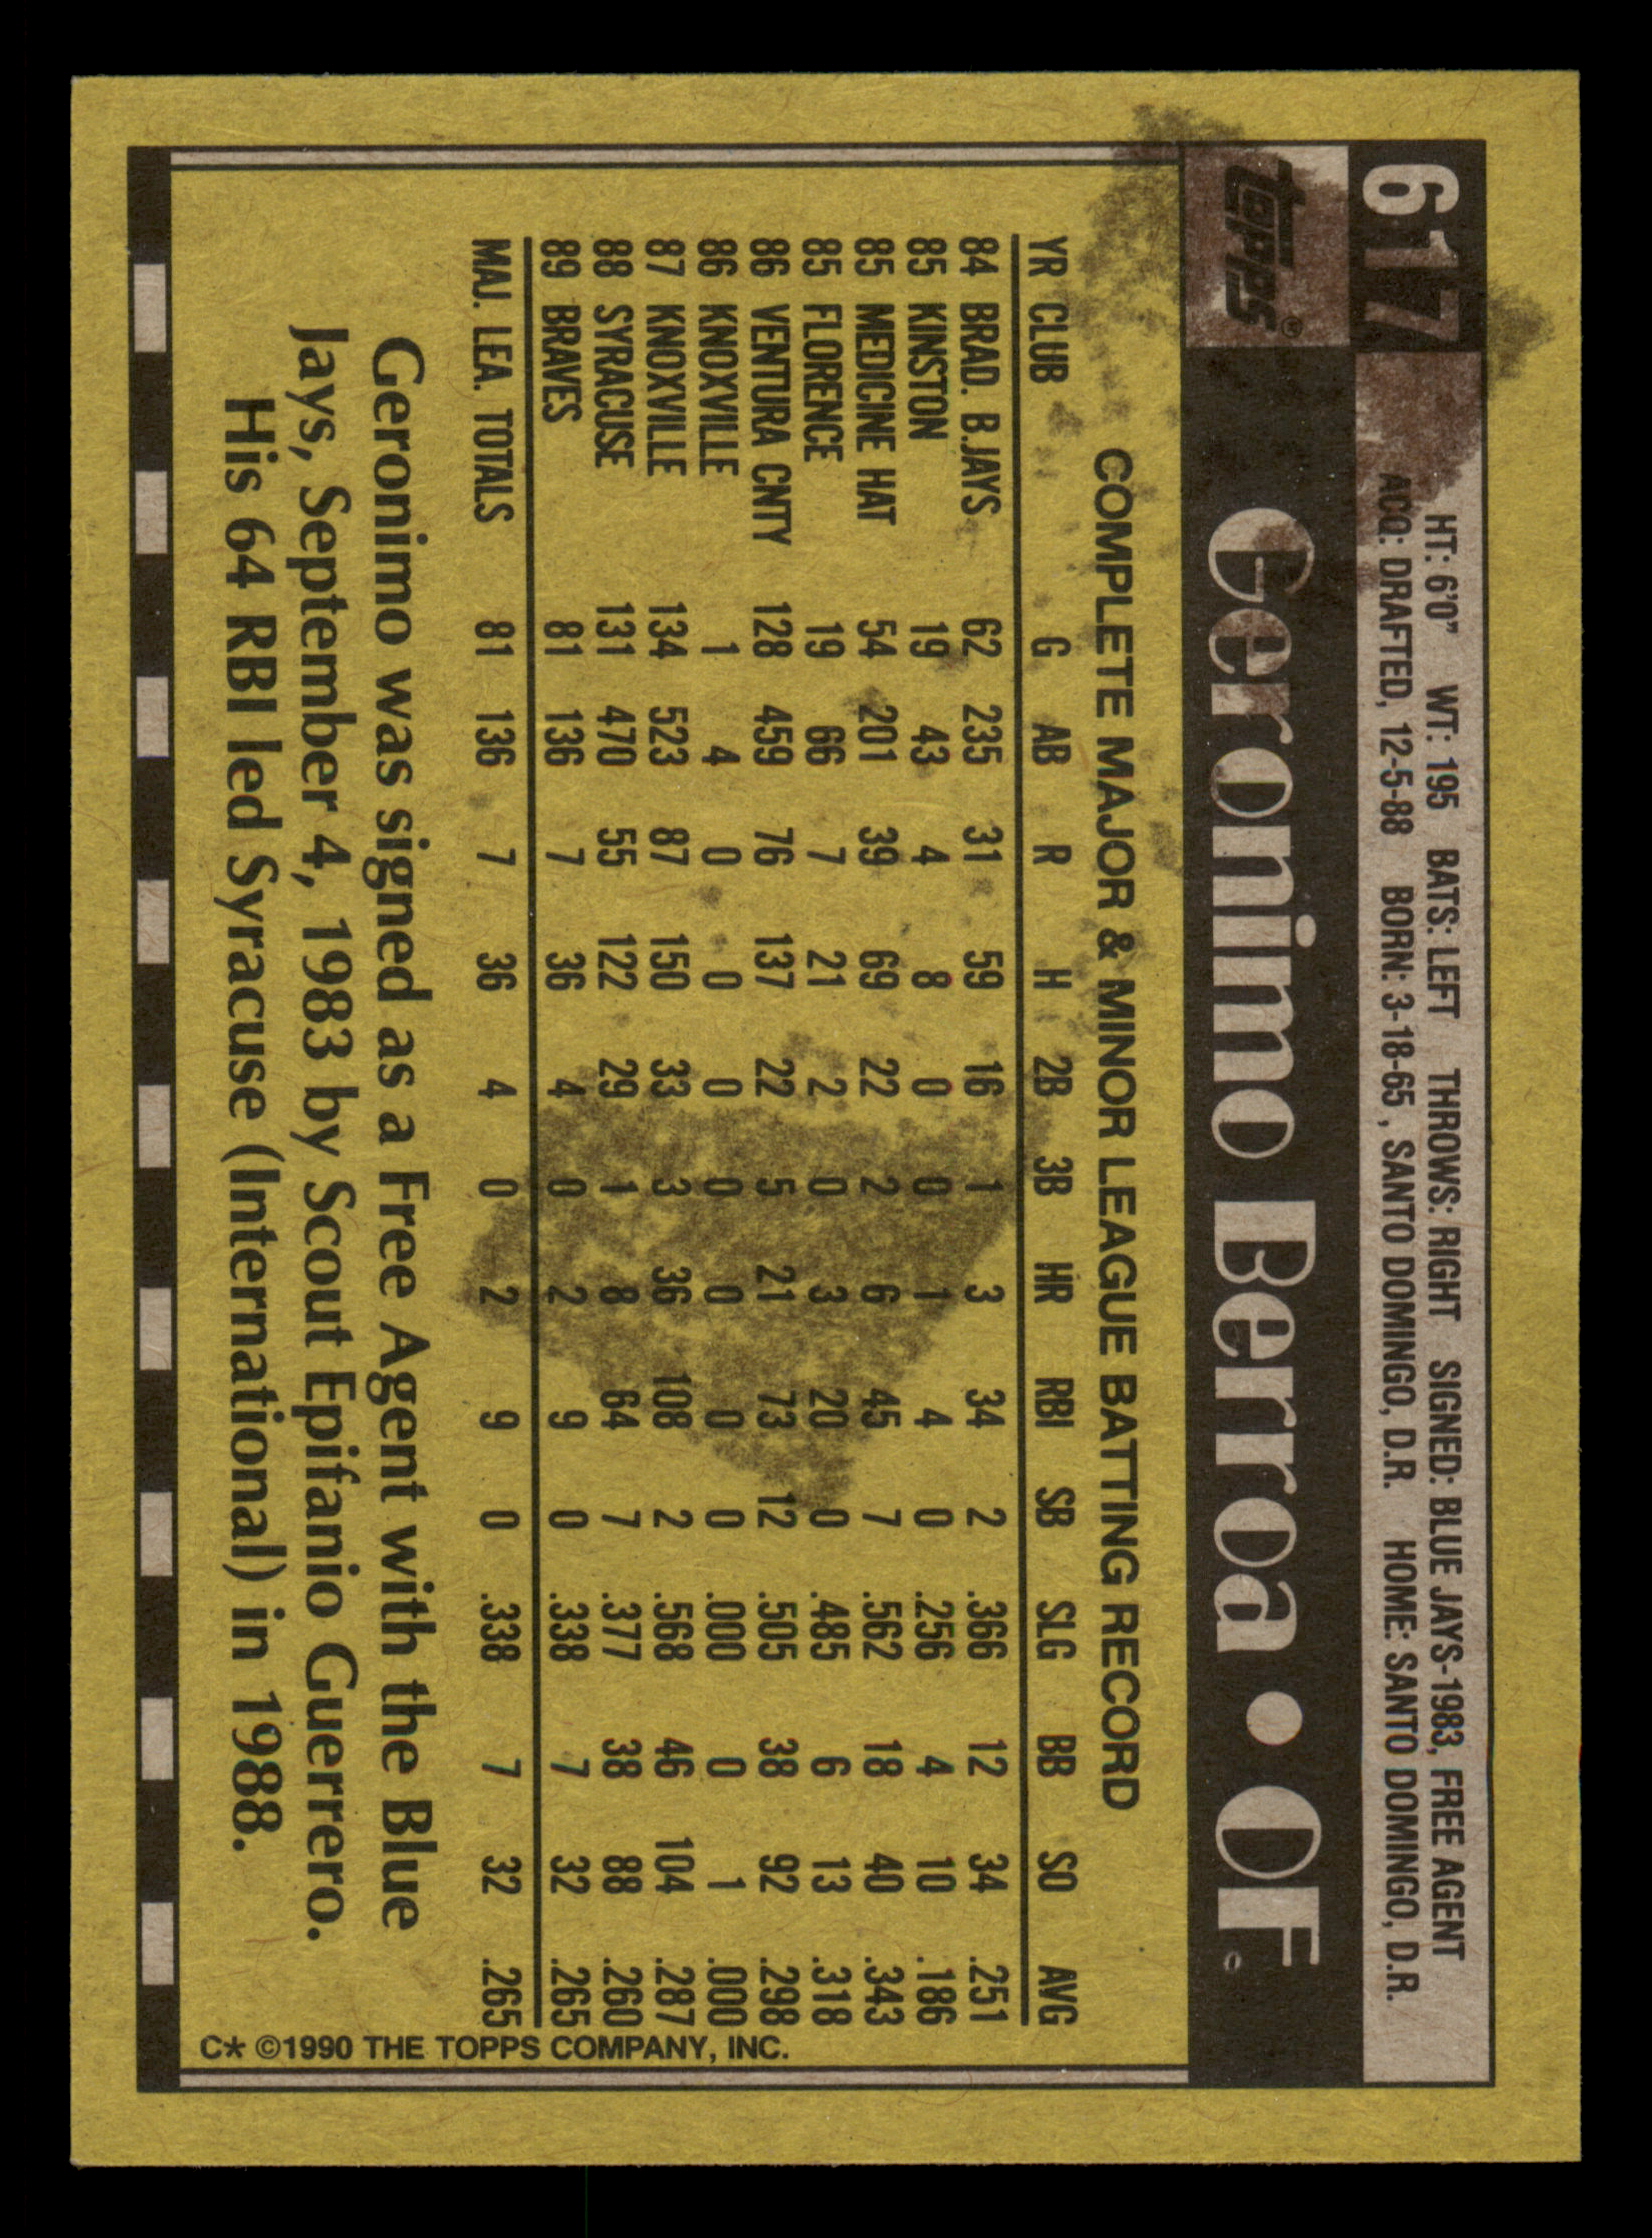 617 HT: 6'0" WT: 195 BATS: LEFT THROWS: RIGHT SIGNED: BLUE JAYS-1983, FREE AGENT
ACQ: DRAFTED, 12-5-88 BORN: 3-18-65 , SANTO DOMINGO, D.R. HOME: SANTO DOMINGO, D.R.
topps® Geronimo Berroa • OF
COMPLETE MAJOR & MINOR LEAGUE BATTING RECORD
YR CLUB G AB R H 2B 3B HR RBI SB SLG BB SO AVG
84 BRAD. B.JAYS 62 235 31 59 16 1 3 34 2 .366 12 34 .251
85 KINSTON 19 43 4 8 0 0 1 4 0 .256 4 10 .186
85 MEDICINE HAT 54 201 39 69 22 2 6 45 7 .562 18 40 .343
85 FLORENCE 19 66 7 21 2 0 3 20 0 .485 6 13 .318
86 VENTURA CNTY 128 459 76 137 22 5 21 73 12 .505 38 92 .298
86 KNOXVILLE 1 4 0 0 0 0 0 0 0 .000 0 1 .000
87 KNOXVILLE 134 523 87 150 33 3 36 108 2 .568 46 104 .287
88 SYRACUSE 131 470 55 122 29 1 8 64 7 .377 38 88 .260
89 BRAVES 81 136 7 36 4 0 2 9 0 .338 7 32 .265
MAJ. LEA. TOTALS 81 136 7 36 4 0 2 9 0 .338 7 32 .265
Geronimo was signed as a Free Agent with the Blue
Jays, September 4, 1983 by Scout Epifanio Guerrero.
His 64 RBI led Syracuse (International) in 1988.
C* ©1990 THE TOPPS COMPANY, INC.